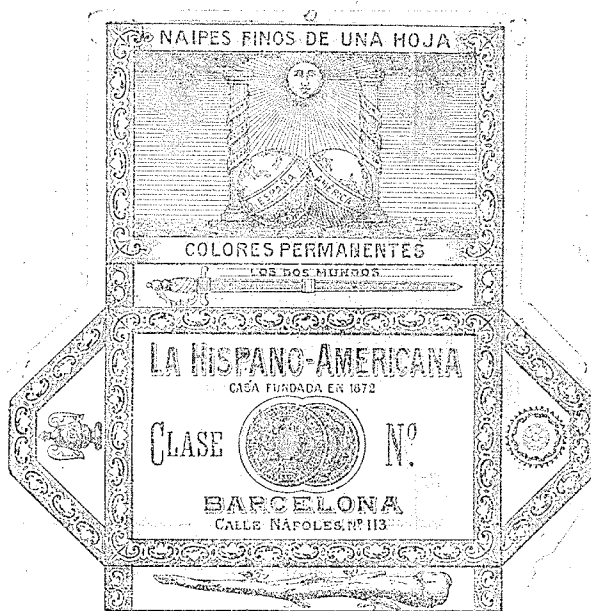 NAIPES FINOS DE UNA HOJA
ESPAÑA AMERICA
COLORES PERMANENTES
LOS DOS MUNDOS
LA HISPANO-AMERICANA
CASA FUNDADA EN 1872
CLASE Nº
BARCELONA
CALLE NÁPOLES, Nº 113